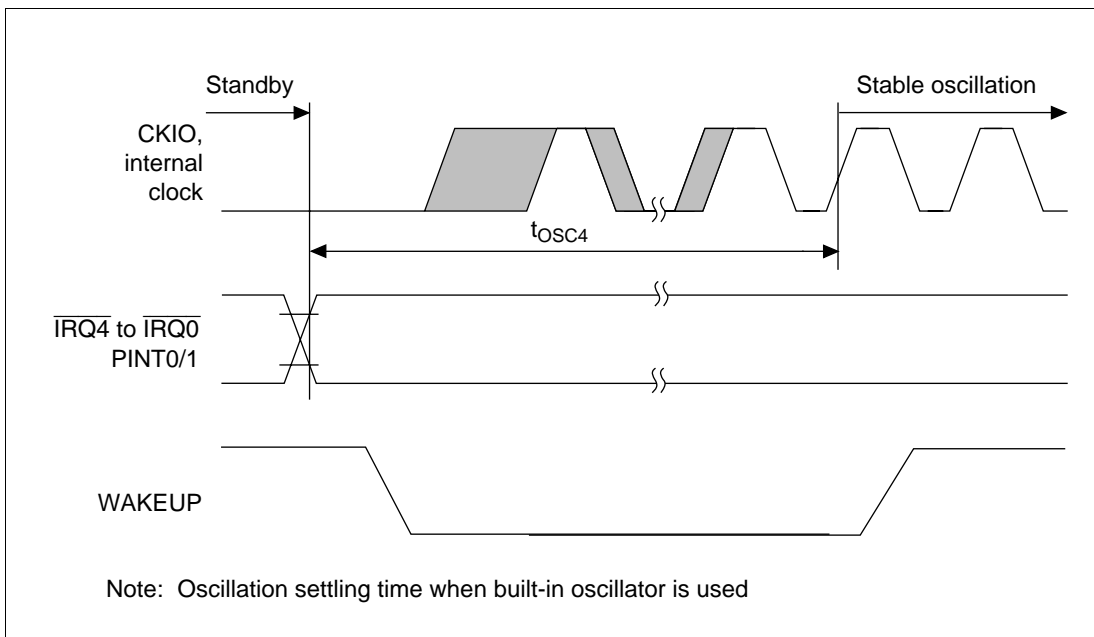 Standby
Stable oscillation
CKIO,
internal
clock
tOSC4
IRQ4 to IRQ0
PINT0/1
WAKEUP
Note: Oscillation settling time when built-in oscillator is used